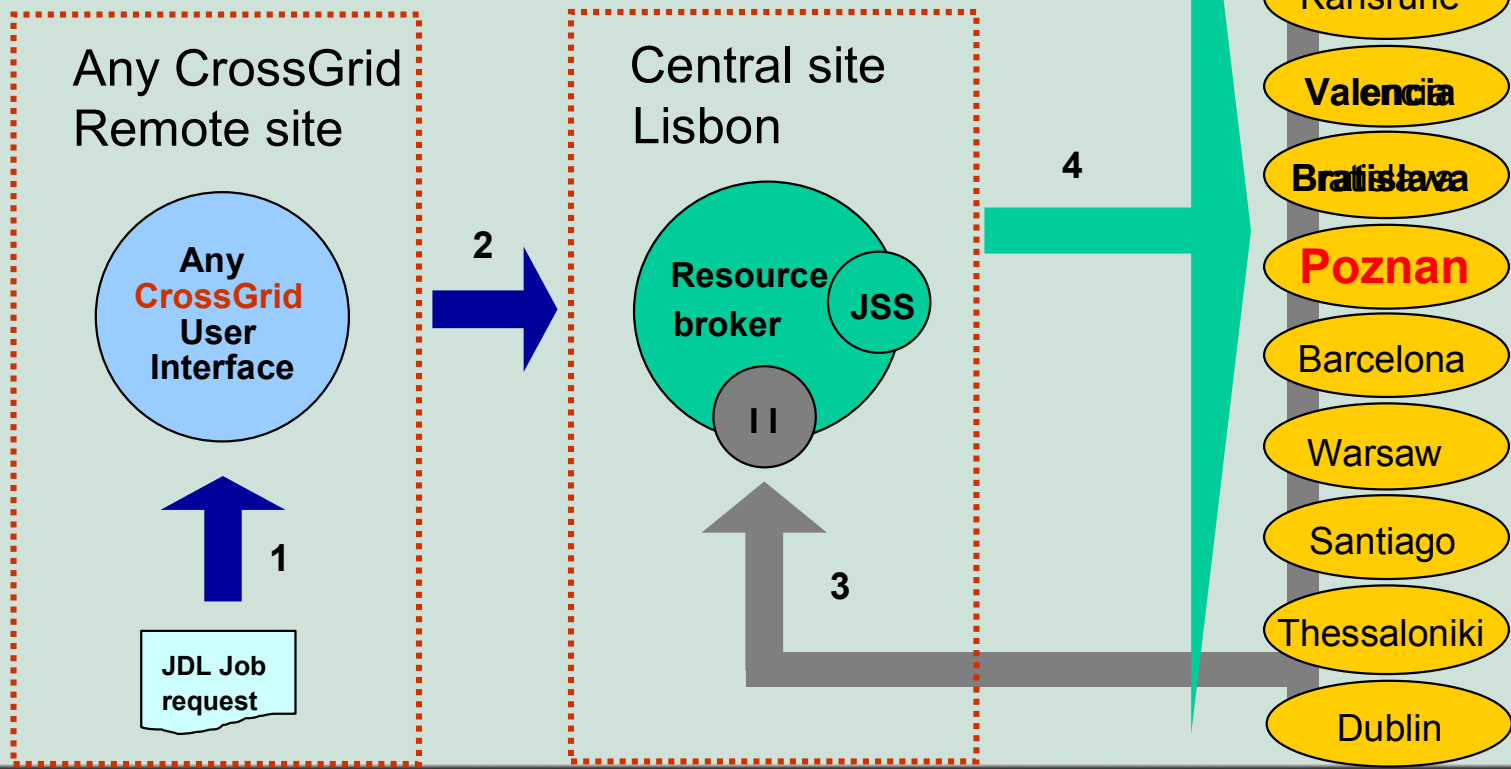 Any CrossGrid
Remote site
Any
CrossGrid
User
Interface
1
JDL Job
request
2
Central site
Lisbon
Resource
broker
JSS
I I
3
4
Valencia
Bratislava
Poznan
Barcelona
Warsaw
Santiago
Thessaloniki
Dublin